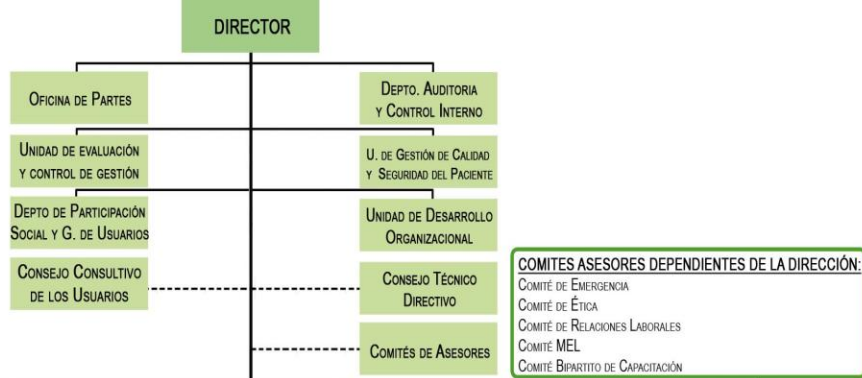 DIRECTOR
OFICINA DE PARTES
DEPTO. AUDITORIA
Y CONTROL INTERNO
UNIDAD DE EVALUACIÓN
Y CONTROL DE GESTIÓN
U. DE GESTIÓN DE CALIDAD
Y SEGURIDAD DEL PACIENTE
DEPTO DE PARTICIPACIÓN
SOCIAL Y G. DE USUARIOS
UNIDAD DE DESARROLLO
ORGANIZACIONAL
CONSEJO CONSULTIVO
DE LOS USUARIOS
CONSEJO TÉCNICO
DIRECTIVO
COMITÉS DE ASESORES
COMITES ASESORES DEPENDIENTES DE LA DIRECCIÓN:
COMITÉ DE EMERGENCIA
COMITÉ DE ÉTICA
COMITÉ DE RELACIONES LABORALES
COMITÉ MEL
COMITÉ BIPARTITO DE CAPACITACIÓN